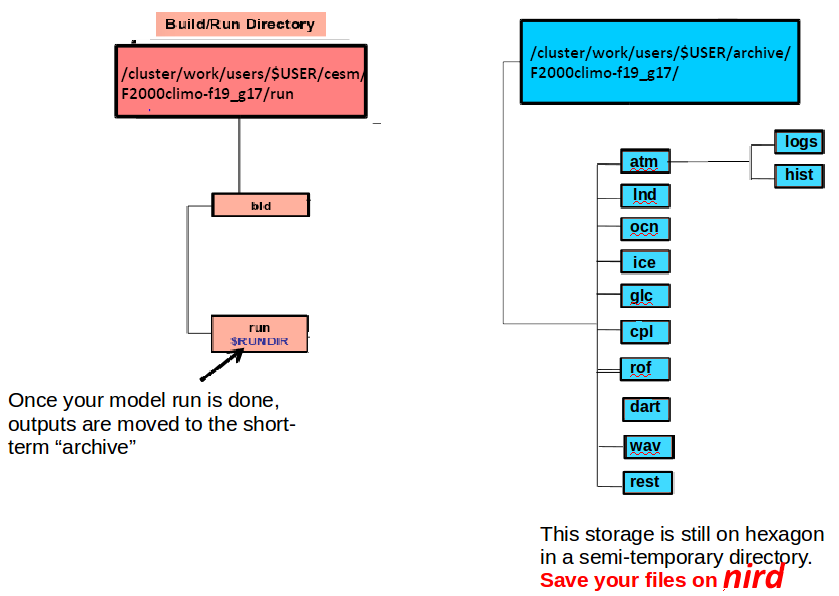 Build/Run Directory
/cluster/work/users/$USER/cesm/
F2000climo-f19_g17/run
bld
run
$RUNDIR
Once your model run is done,
outputs are moved to the short-
term “archive”
/cluster/work/users/$USER/archive/
F2000climo-f19_g17/
atm
logs
hist
lnd
ocn
ice
glc
cpl
rof
dart
wav
rest
This storage is still on hexagon
in a semi-temporary directory.
Save your files on nird